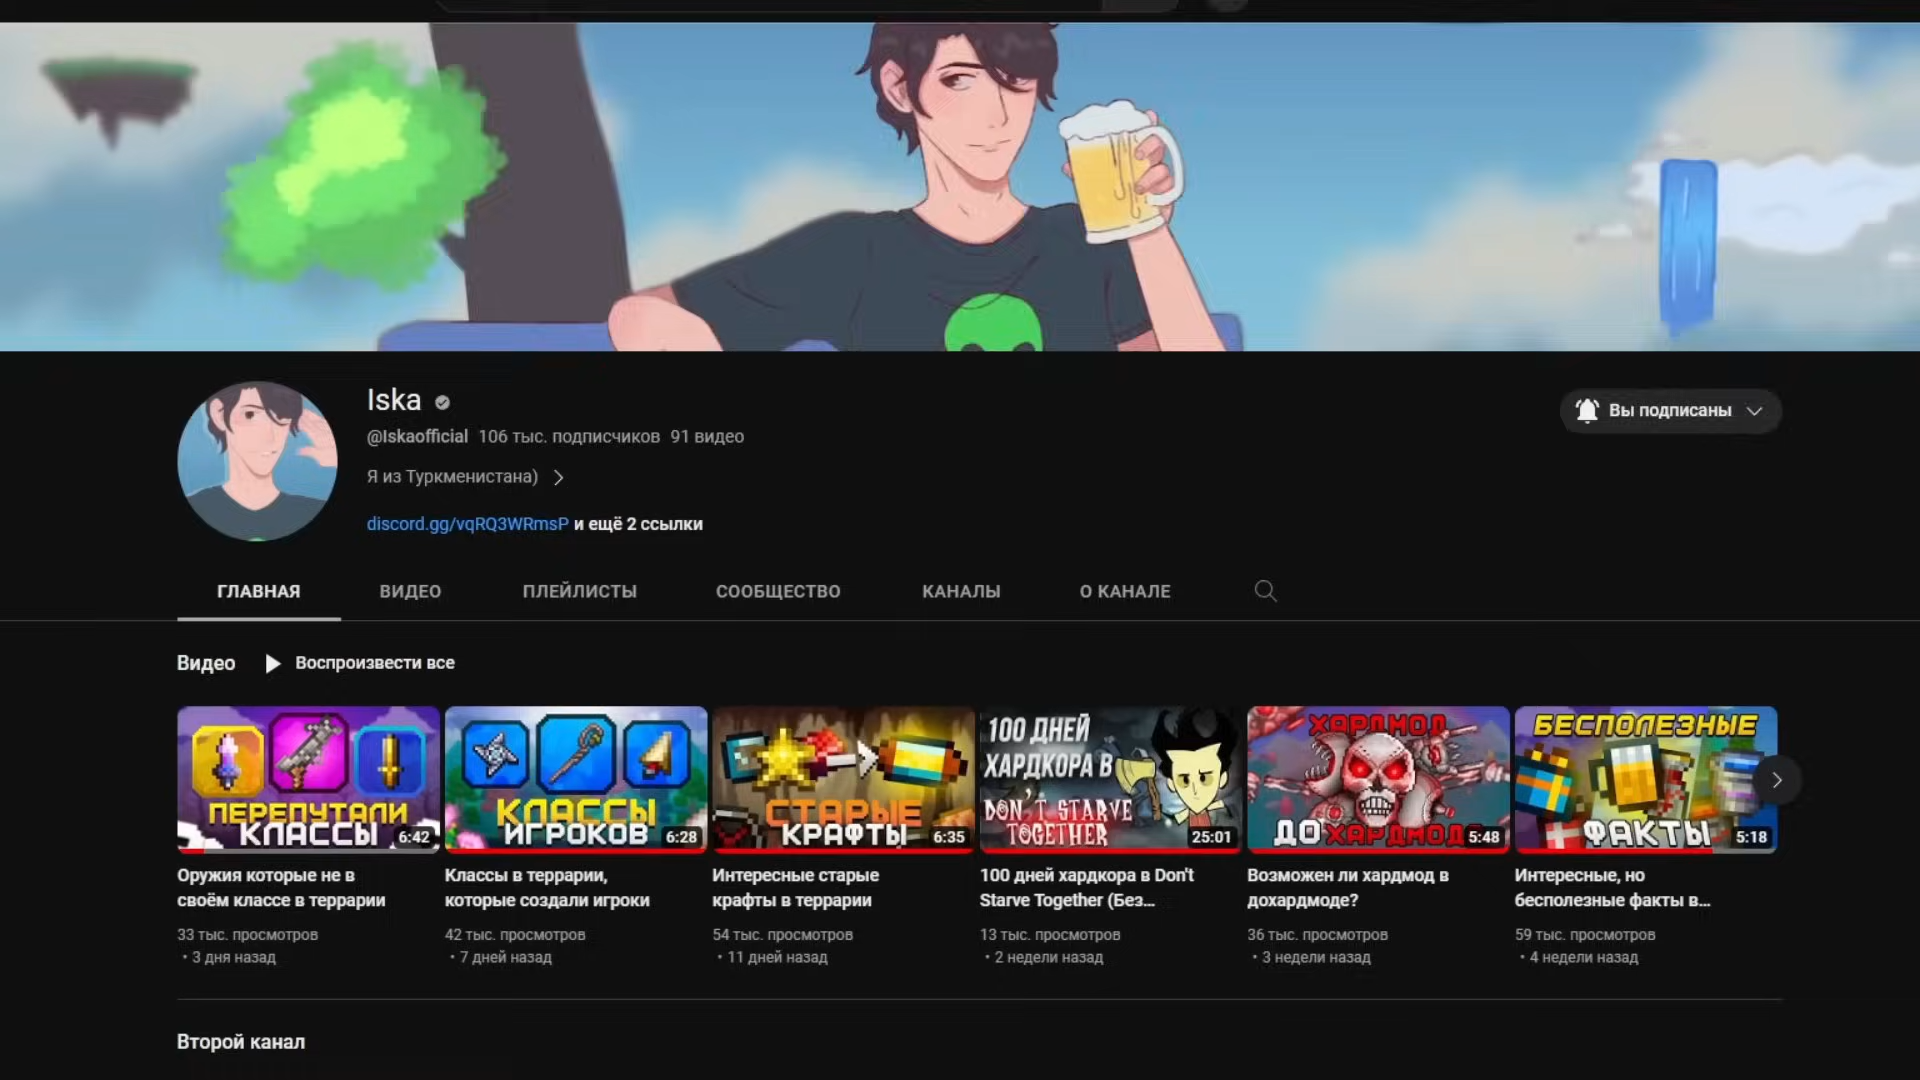 Iska
@Iskaofficial 106 тыс. подписчиков 91 видео
Я из Туркменистана)
discord.gg/vqRQ3WRmsP и ещё 2 ссылки
Вы подписаны
ГЛАВНАЯ ВИДЕО ПЛЕЙЛИСТЫ СООБЩЕСТВО КАНАЛЫ О КАНАЛЕ
Видео Воспроизвести все
ПЕРЕПУТАЛИ
КЛАССЫ
6:42
КЛАССЫ
ИГРОКОВ
6:28
СТАРЫЕ
КРАФТЫ
6:35
100 ДНЕЙ
ХАРДКОРА В
DON'T STARVE
TOGETHER
25:01
ХАРДМОД
ДО ХАРДМОДА
5:48
БЕСПОЛЕЗНЫЕ
ФАКТЫ
5:18
Оружия которые не в
своём классе в террарии
33 тыс. просмотров
• 3 дня назад
Классы в террарии,
которые создали игроки
42 тыс. просмотров
• 7 дней назад
Интересные старые
крафты в террарии
54 тыс. просмотров
• 11 дней назад
100 дней хардкора в Don't
Starve Together (Без...
13 тыс. просмотров
• 2 недели назад
Возможен ли хардмод в
дохардмоде?
36 тыс. просмотров
• 3 недели назад
Интересные, но
бесполезные факты в...
59 тыс. просмотров
• 4 недели назад
Второй канал